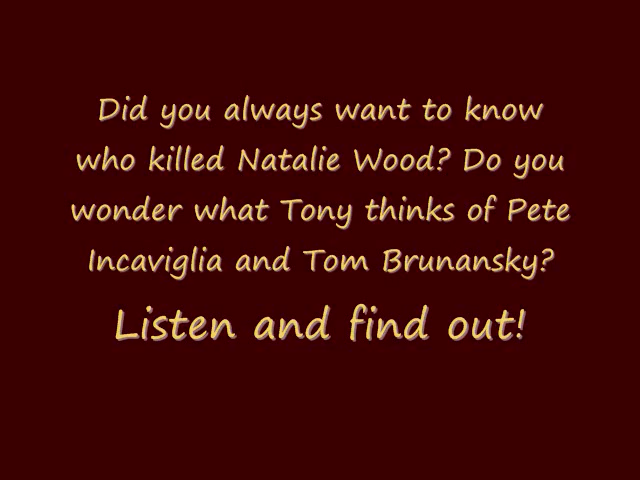 Did you always want to know
who killed Natalie Wood? Do you
wonder what Tony thinks of Pete
Incaviglia and Tom Brunansky?
Listen and find out!